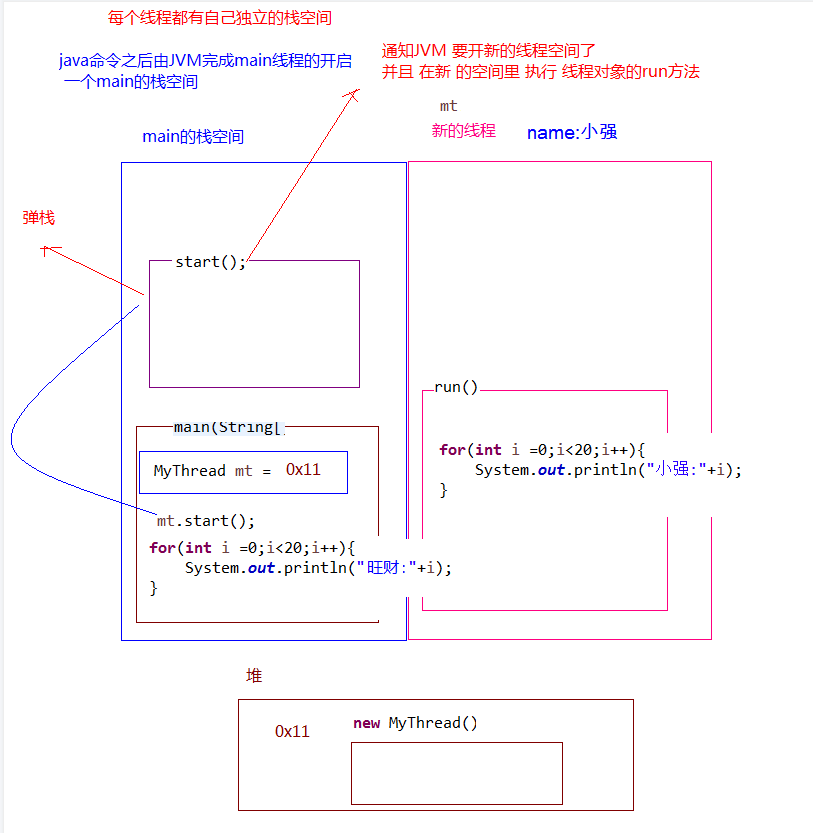 每个线程都有自己独立的栈空间
java命令之后由JVM完成main线程的开启
一个main的栈空间
通知JVM 要开新的线程空间了
并且 在新 的空间里 执行 线程对象的run方法
mt
新的线程
name:小强
main的栈空间
弹栈
start();
run()
main(String[
MyThread mt = 0x11
mt.start();
for(int i =0;i<20;i++){
System.out.println("旺财:"+i);
}
for(int i =0;i<20;i++){
System.out.println("小强:"+i);
}
堆
0x11
new MyThread()